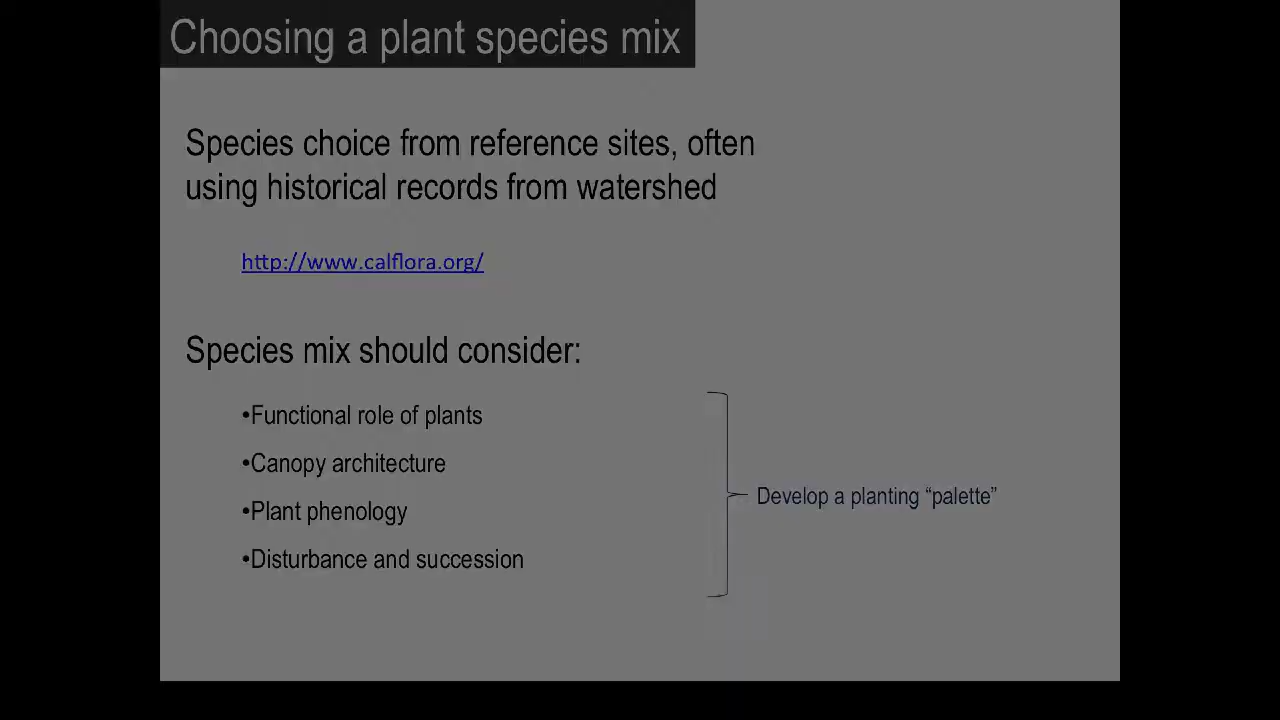 Choosing a plant species mix
Species choice from reference sites, often
using historical records from watershed
http://www.calflora.org/
Species mix should consider:
•Functional role of plants
•Canopy architecture
•Plant phenology
•Disturbance and succession
Develop a planting “palette”